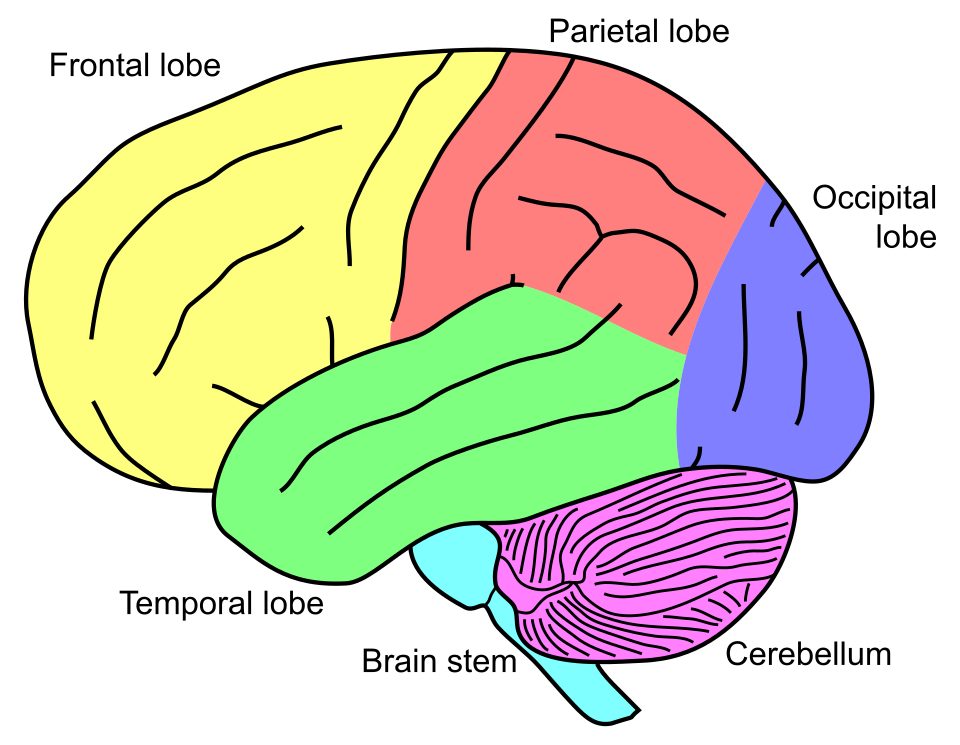 Parietal lobe
Frontal lobe
Occipital
lobe
Temporal lobe
Brain stem
Cerebellum